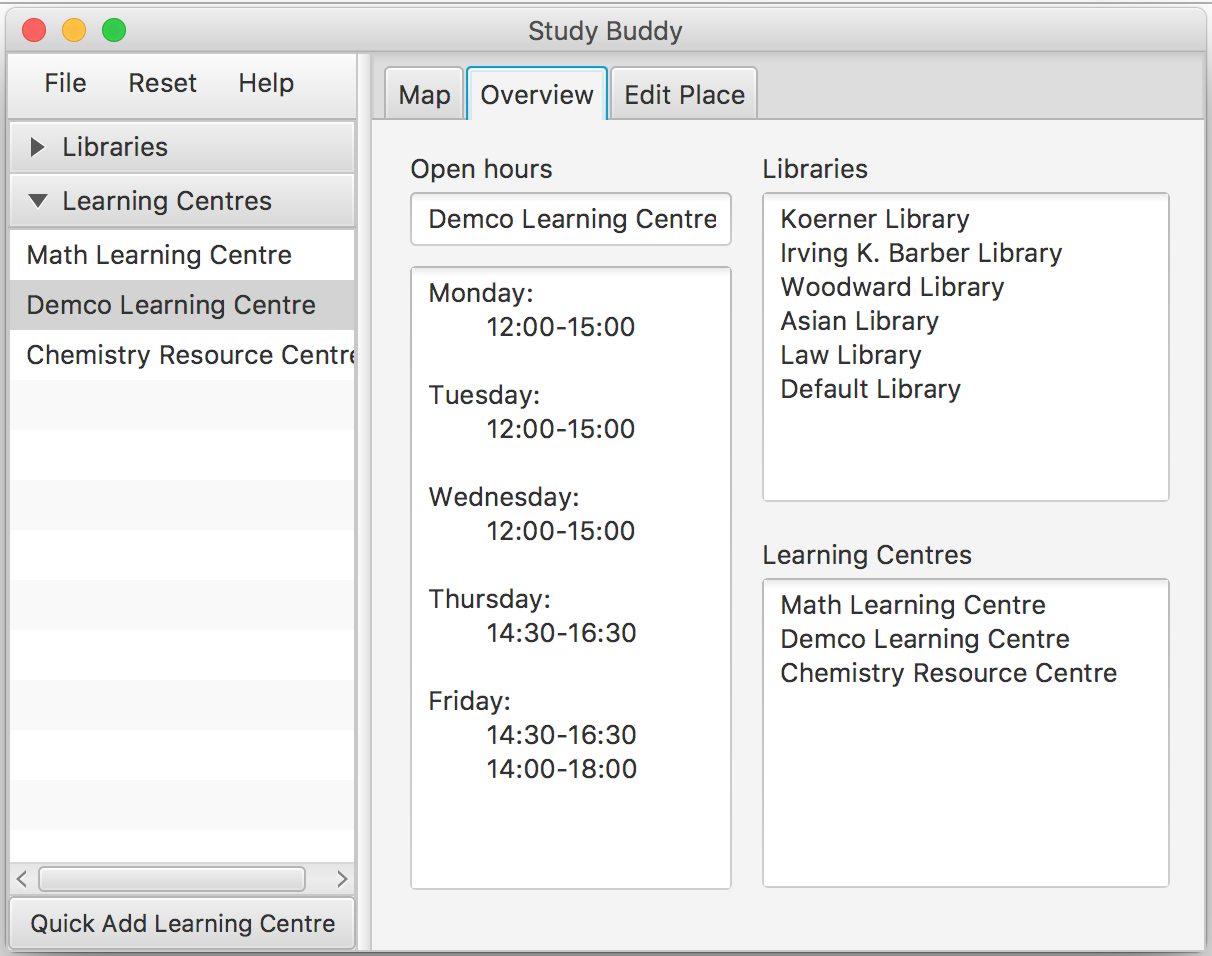 Study Buddy
File Reset Help
Libraries
Learning Centres
Math Learning Centre
Demco Learning Centre
Chemistry Resource Centre
Quick Add Learning Centre
Map Overview Edit Place
Open hours
Demco Learning Centre
Monday:
12:00-15:00
Tuesday:
12:00-15:00
Wednesday:
12:00-15:00
Thursday:
14:30-16:30
Friday:
14:30-16:30
14:00-18:00
Libraries
Koerner Library
Irving K. Barber Library
Woodward Library
Asian Library
Law Library
Default Library
Learning Centres
Math Learning Centre
Demco Learning Centre
Chemistry Resource Centre